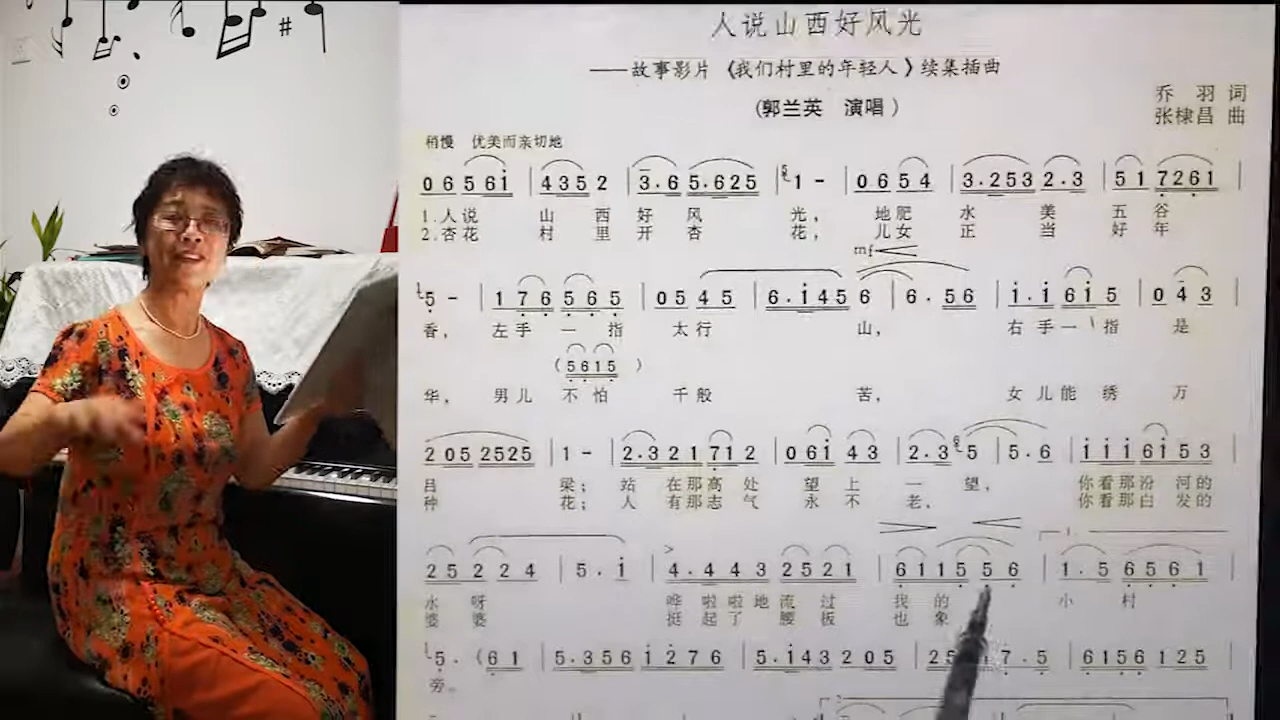 人说山西好风光
——故事影片《我们村里的年轻人》续集插曲
(郭兰英 演唱)
乔 羽 词
张棣昌 曲
稍慢 优美而亲切地
0 6 5 6 i | 4 3 5 2 | 3 . 6 5 . 6 2 5 | 1 - | 0 6 5 4 | 3 . 2 5 3 2 . 3 | 5 1 7 2 6 1 |
1.人说 山 西 好 风 光, 地肥 水 美 五 谷
2.杏花 村 里 开 杏 花, 儿女 正 当 好 年
mf
5 - | 1 7 6 5 6 5 | 0 5 4 5 | 6 . i 4 5 6 | 6 . 5 6 | i . i 6 i 5 | 0 4 3 |
香, 左手 一 指 太行 山, 右 手 一 指 是
(5 6 1 5)
华, 男儿 不 怕 千般 苦, 女 儿能 绣 万
2 0 5 2 5 2 5 | 1 - | 2 . 3 2 1 7 1 2 | 0 6 i 4 3 | 2 . 3 5 | 5 . 6 | i i i 6 i 5 3 |
吕 梁; 站 在那高 处 望 上 一 望, 你看那汾 河的
种 花; 人 有那志 气 永 不 老, 你看那白 发的
2 5 2 2 4 | 5 . i | 4 . 4 4 3 2 5 2 1 | 6 1 1 5 5 6 | 1 . 5 6 5 6 1 |
水 呀 哗 啦 啦 地 流 过 我 的 小 村
婆 婆 挺 起 了 腰 板 也 象
5 . (6 1 | 5 . 3 5 6 i 2 7 6 | 5 . i 4 3 2 0 5 | 2 5 7 . 5 | 6 1 5 6 1 2 5 |
旁。